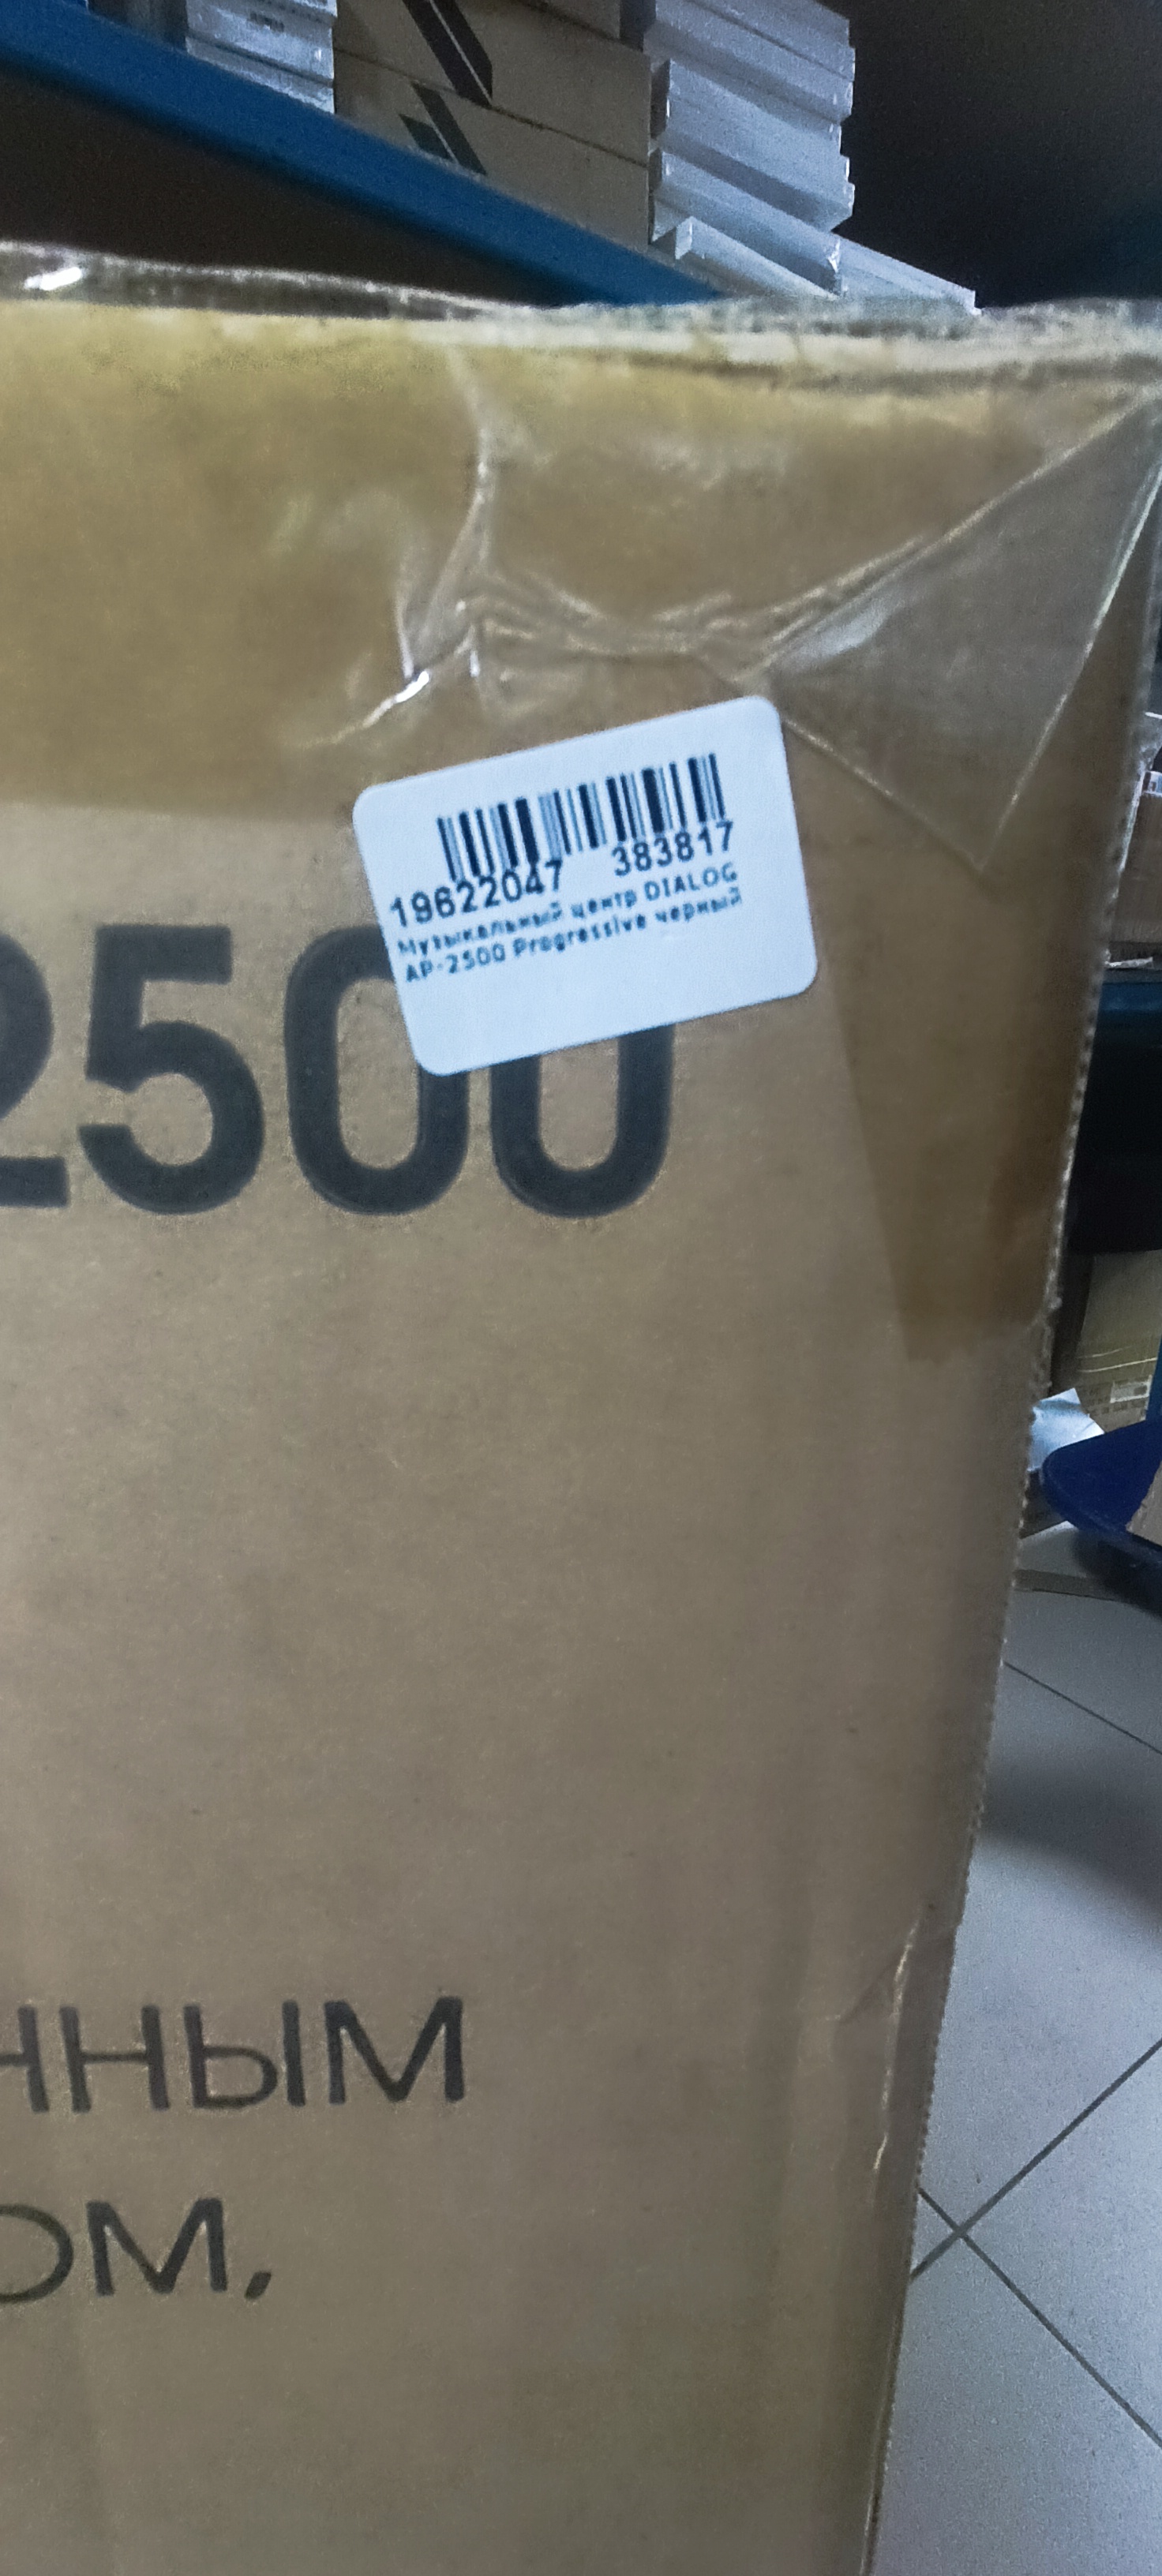 19622047 383817
Музыкальный центр DIALOG
AP-2500 Progressive черный
2500
нным
ом,